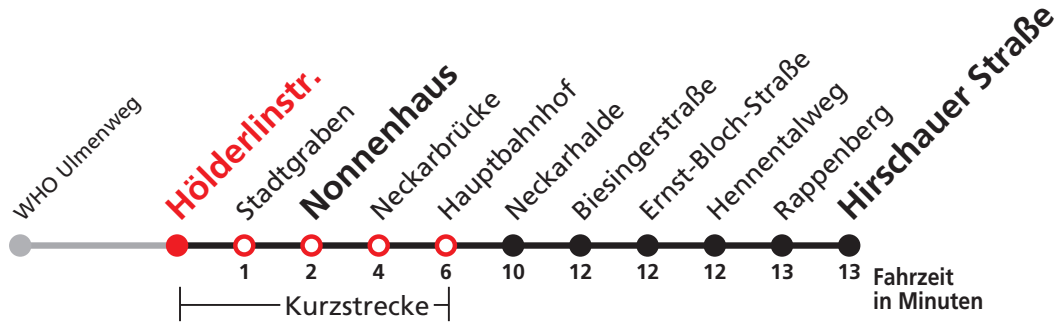 WHO Ulmenweg
Hölderlinstr.
Stadtgraben
Nonnenhaus
Neckarbrücke
Hauptbahnhof
Neckarhalde
Biesingerstraße
Ernst-Bloch-Straße
Hennentalweg
Rappenberg
Hirschauer Straße
1 2 4 6 10 12 12 12 13 13 Fahrzeit
in Minuten
Kurzstrecke